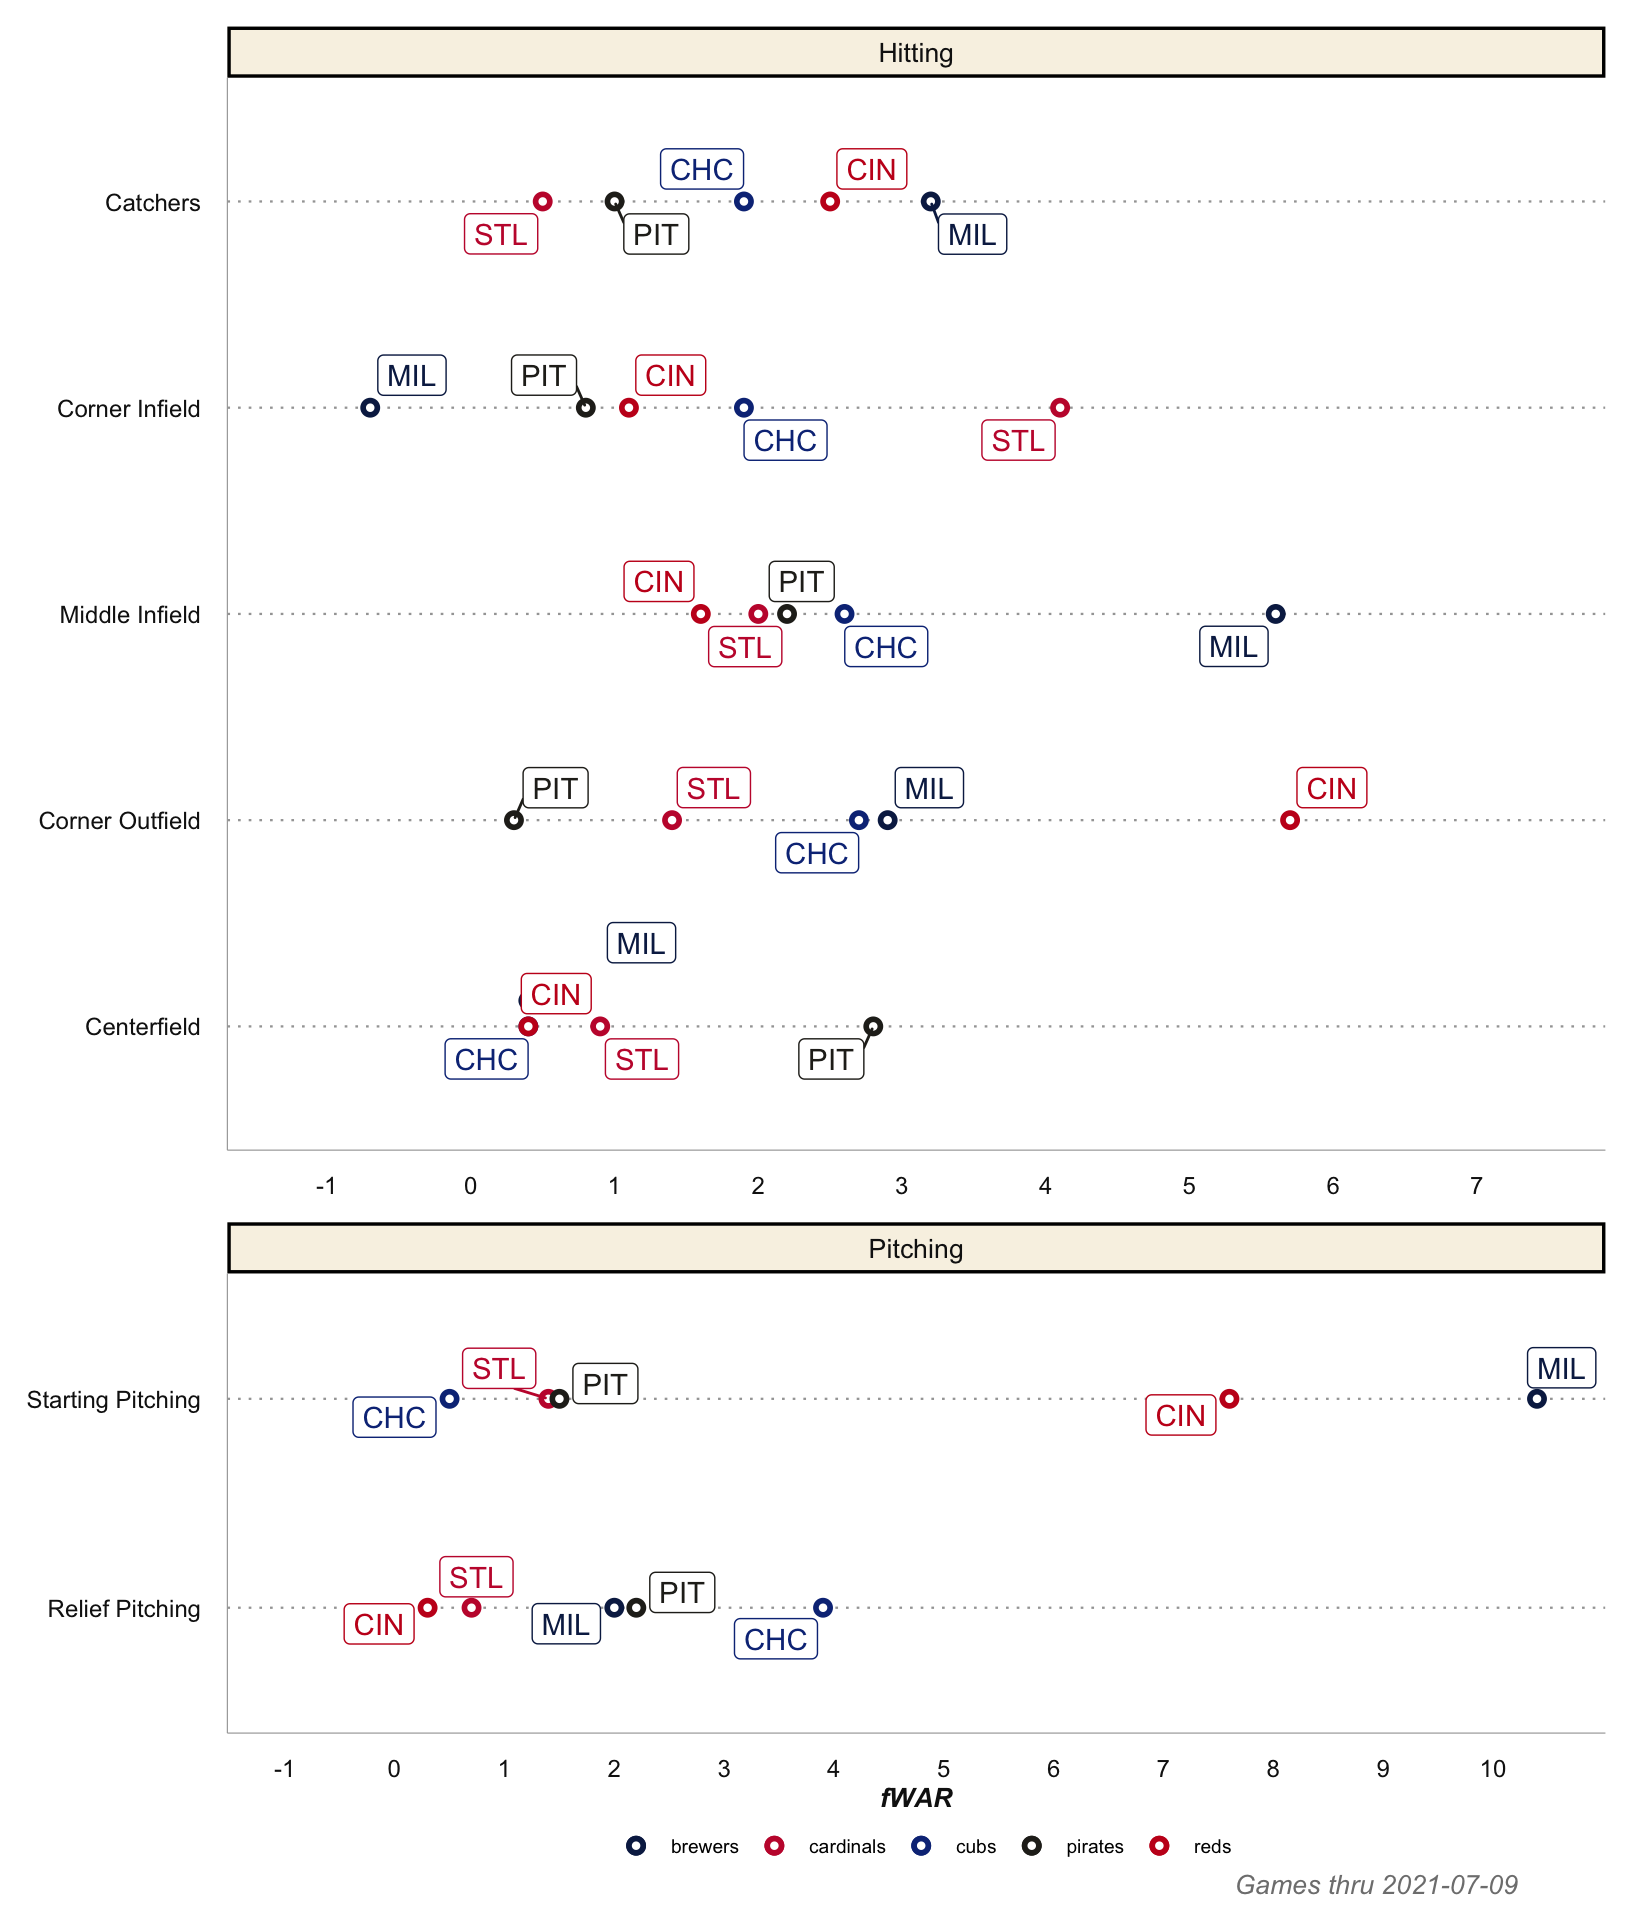 Hitting
CHC CIN
Catchers
STL PIT MIL
MIL PIT CIN
Corner Infield
CHC STL
CIN PIT
Middle Infield
STL CHC MIL
PIT STL MIL CIN
Corner Outfield
CHC
MIL
CIN
Centerfield
CHC STL PIT
-1 0 1 2 3 4 5 6 7
Pitching
STL PIT MIL
Starting Pitching
CHC CIN
STL PIT
Relief Pitching
CIN MIL CHC
-1 0 1 2 3 4 5 6 7 8 9 10
fWAR
brewers cardinals cubs pirates reds
Games thru 2021-07-09